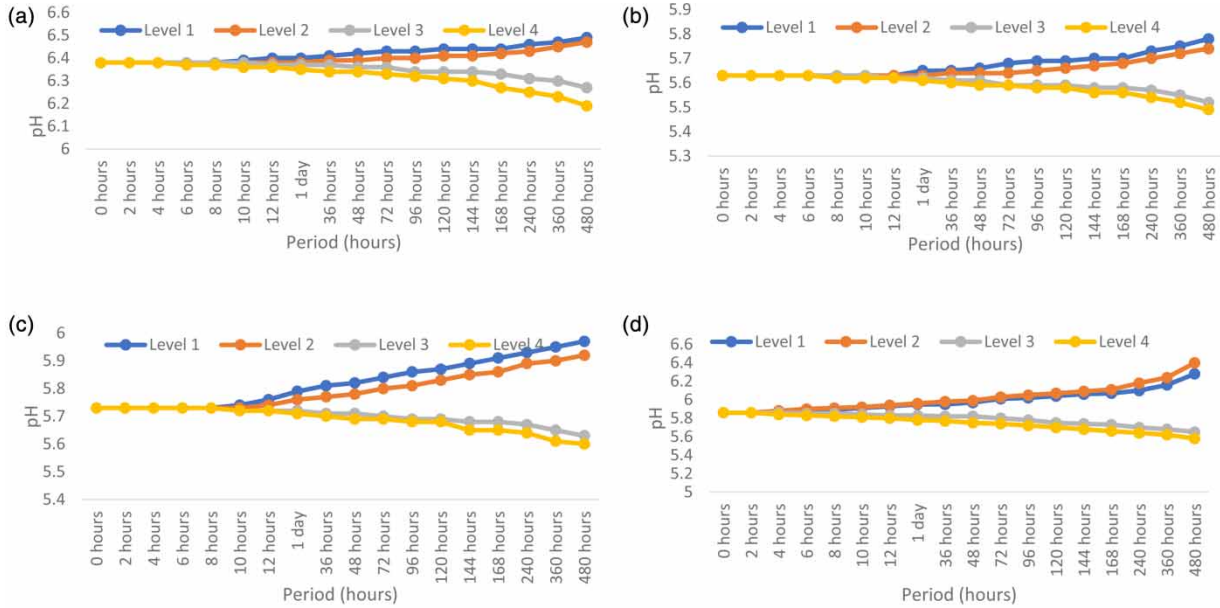 (a)
6.6
6.5
6.4
6.3
6.2
6.1
6
pH
Level 1 Level 2 Level 3 Level 4
0 hours 2 hours 4 hours 6 hours 8 hours 10 hours 12 hours 1 day 36 hours 48 hours 72 hours 96 hours 120 hours 144 hours 168 hours 240 hours 360 hours 480 hours
Period (hours)
(b)
5.9
5.8
5.7
5.6
5.5
5.4
5.3
pH
Level 1 Level 2 Level 3 Level 4
0 hours 2 hours 4 hours 6 hours 8 hours 10 hours 12 hours 1 day 36 hours 48 hours 72 hours 96 hours 120 hours 144 hours 168 hours 240 hours 360 hours 480 hours
Period (hours)
(c)
6
5.9
5.8
5.7
5.6
5.5
5.4
pH
Level 1 Level 2 Level 3 Level 4
0 hours 2 hours 4 hours 6 hours 8 hours 10 hours 12 hours 1 day 36 hours 48 hours 72 hours 96 hours 120 hours 144 hours 168 hours 240 hours 360 hours 480 hours
Period (hours)
(d)
6.6
6.4
6.2
6
5.8
5.6
5.4
5.2
5
pH
Level 1 Level 2 Level 3 Level 4
0 hours 2 hours 4 hours 6 hours 8 hours 10 hours 12 hours 1 day 36 hours 48 hours 72 hours 96 hours 120 hours 144 hours 168 hours 240 hours 360 hours 480 hours
Period (hours)